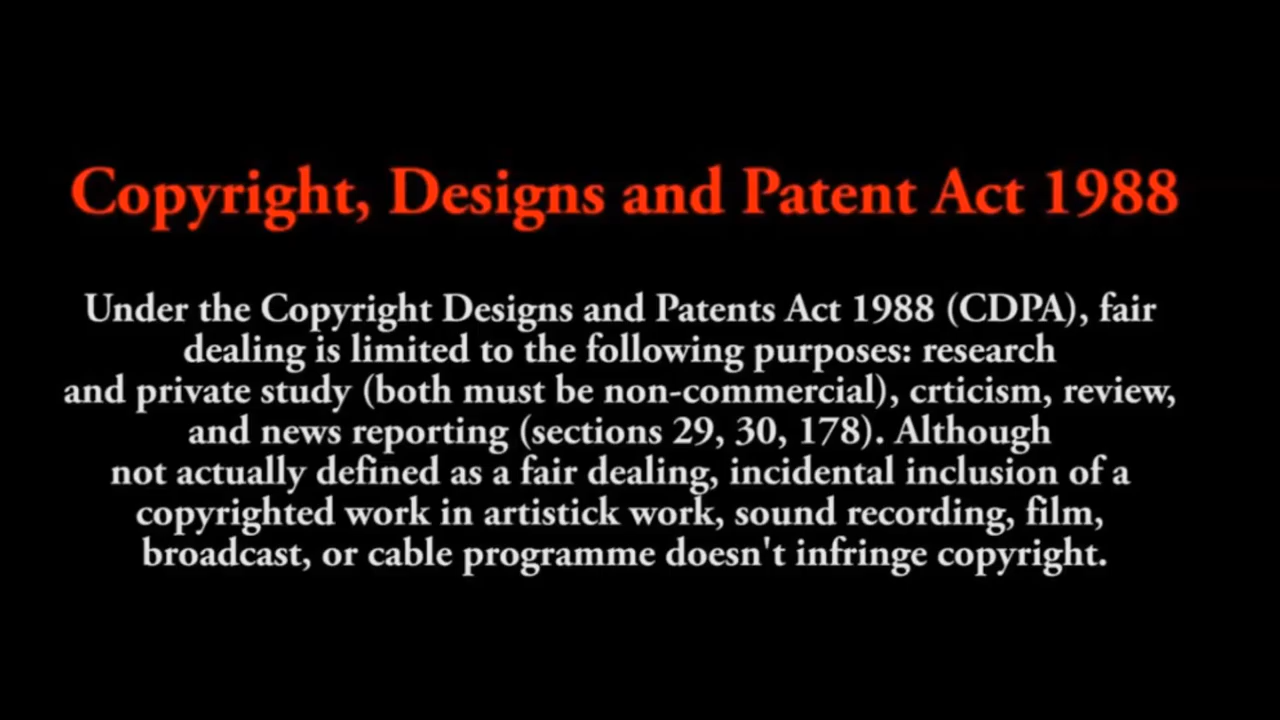 Copyright, Designs and Patent Act 1988
Under the Copyright Designs and Patents Act 1988 (CDPA), fair
dealing is limited to the following purposes: research
and private study (both must be non-commercial), crticism, review,
and news reporting (sections 29, 30, 178). Although
not actually defined as a fair dealing, incidental inclusion of a
copyrighted work in artistick work, sound recording, film,
broadcast, or cable programme doesn't infringe copyright.